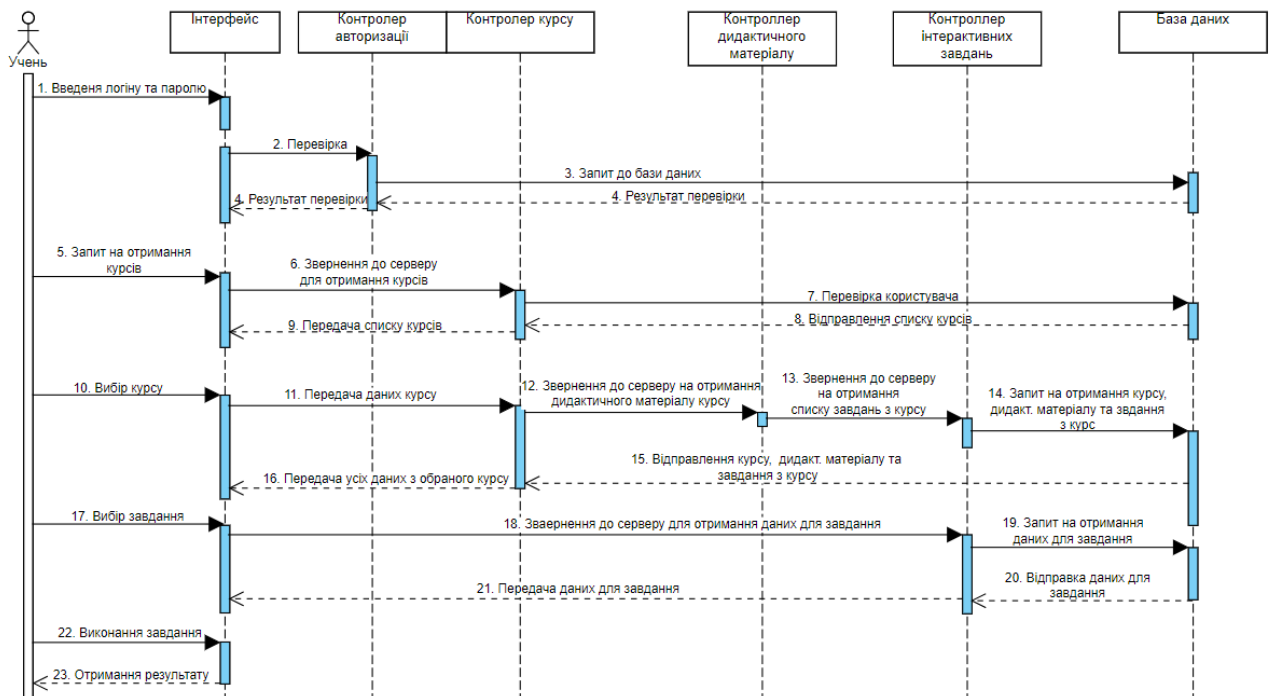 Учень
Інтерфейс
Контролер
авторизації
Контролер курсу
Контроллер
дидактичного
матеріалу
Контроллер
інтерактивних
завдань
База даних
1. Введеня логіну та паролю
2. Перевірка
3. Запит до бази даних
4. Результат перевірки
4. Результат перевірки
5. Запит на отримання
курсів
6. Звернення до серверу
для отримання курсів
7. Перевірка користувача
8. Відправлення списку курсів
9. Передача списку курсів
10. Вибір курсу
11. Передача даних курсу
12. Звернення до серверу на отримання
дидактичного матеріалу курсу
13. Звернення до серверу
на отримання
списку завдань з курсу
14. Запит на отримання курсу,
дидакт. матеріалу та звдання
з курс
15. Відправлення курсу, дидакт. матеріалу та
завдання з курсу
16. Передача усіх даних з обраного курсу
17. Вибір завдання
18. Зваернення до серверу для отримання даних для завдання
19. Запит на отримання
даних для завдання
20. Відправка даних для
завдання
21. Передача даних для завдання
22. Виконання завдання
23. Отримання результату